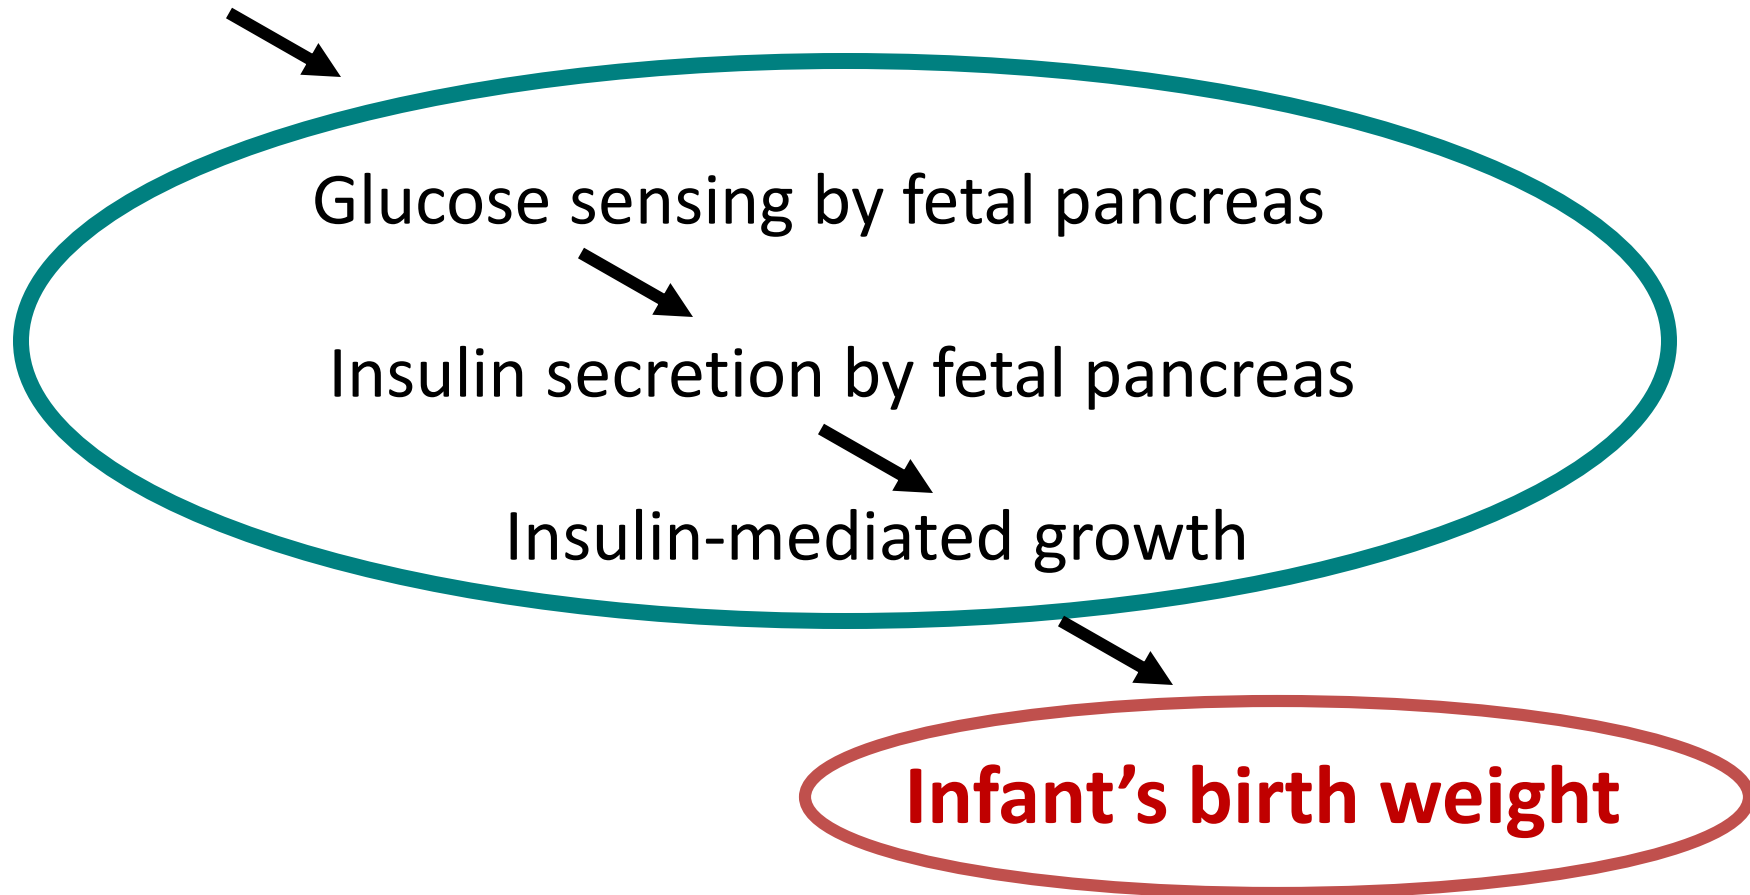 Glucose sensing by fetal pancreas
Insulin secretion by fetal pancreas
Insulin-mediated growth
Infant’s birth weight